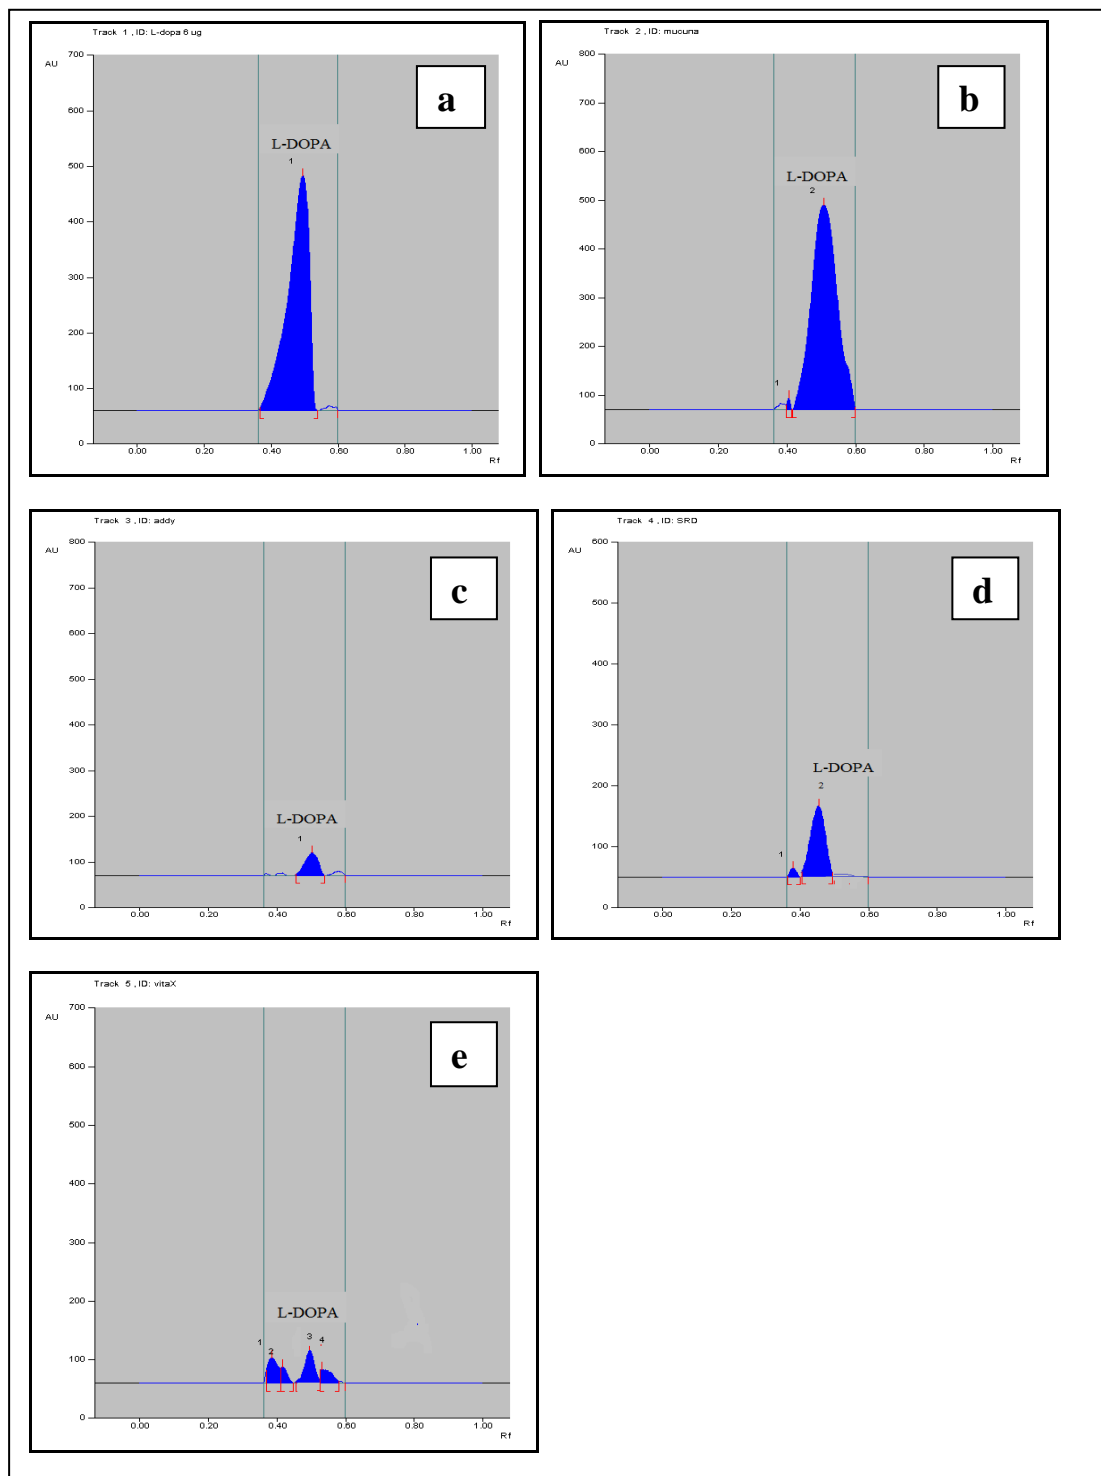 Track 1 , ID: L-dopa 6 ug
700
AU
600
a
L-DOPA
1
500
400
300
200
100
0
0.00 0.20 0.40 0.60 0.80 1.00
Rf
Track 2 , ID: mucuna
800
AU
700
b
600
L-DOPA
2
500
400
300
200
1
100
0
0.00 0.20 0.40 0.60 0.80 1.00
Rf
Track 3 , ID: addy
800
AU
700
c
600
500
400
300
200
L-DOPA
1
100
0
0.00 0.20 0.40 0.60 0.80 1.00
Rf
Track 4 , ID: SRD
600
AU
d
500
400
300
L-DOPA
2
200
1
100
0
0.00 0.20 0.40 0.60 0.80 1.00
Rf
Track 5 , ID: vitaX
700
AU
e
600
500
400
300
200
L-DOPA
1 2 3 4
100
0
0.00 0.20 0.40 0.60 0.80 1.00
Rf